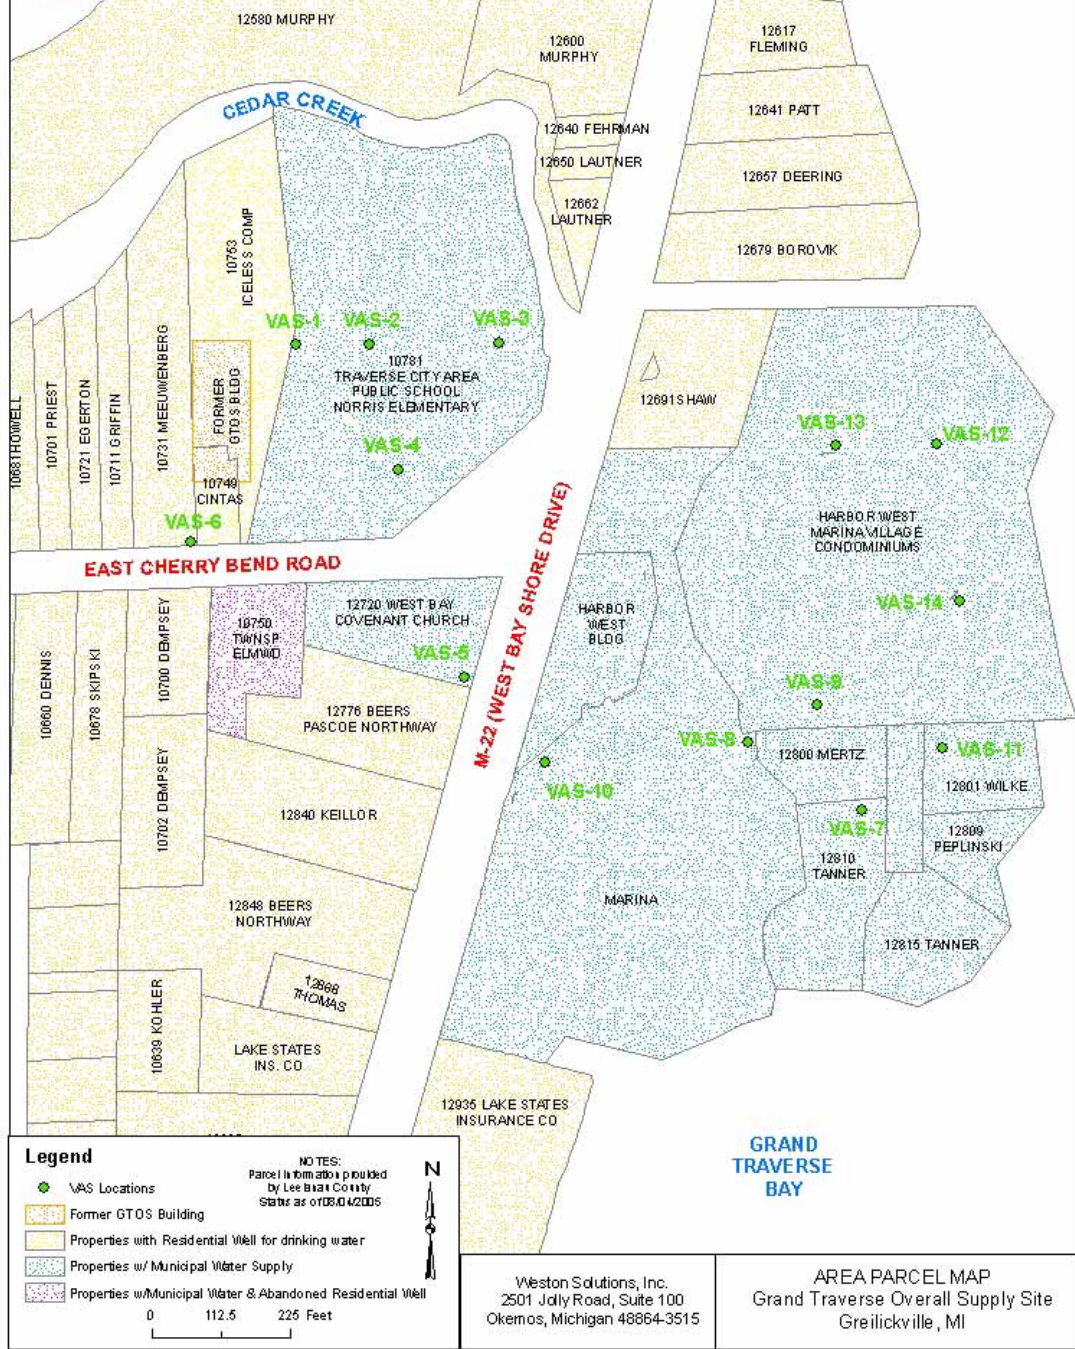 12580 MURPHY
12600
MURPHY
12617
FLEMING
CEDAR CREEK
12641 PATT
12640 FEHRMAN
12650 LAUTNER
12657 DEERING
12662
LAUTNER
12679 BOROVIK
10753
ICELESS COMP
VAS-1
VAS-2
VAS-3
10781
TRAVERSE CITY AREA
PUBLIC SCHOOL
NORRIS ELEMENTARY
VAS-4
10681 HOWELL
10701 PRIEST
10721 EGERTON
10711 GRIFFIN
10731 MEEUWENBERG
FORMER
GTOS BLDG
10749
CINTAS
VAS-6
12691 SHAW
VAS-13
VAS-12
HARBOR WEST
MARINA VILLAGE
CONDOMINIUMS
VAS-14
EAST CHERRY BEND ROAD
M-22 (WEST BAY SHORE DRIVE)
12720 WEST BAY
COVENANT CHURCH
VAS-5
10750
TWNSP
ELMWD
HARBOR
WEST
BLDG
10660 DENNIS
10678 SKIPSKI
10700 DEMPSEY
10702 DEMPSEY
12776 BEERS
PASCOE NORTHWAY
VAS-9
VAS-8
VAS-10
12800 MERTZ
VAS-11
12801 WILKE
12840 KEILLOR
VAS-7
12809
PEPLINSKI
12810
TANNER
12848 BEERS
NORTHWAY
MARINA
12815 TANNER
12866
THOMAS
10639 KOHLER
LAKE STATES
INS. CO
12935 LAKE STATES
INSURANCE CO
GRAND
TRAVERSE
BAY
Legend
VAS Locations
Former GTOS Building
Properties with Residential Well for drinking water
Properties w/ Municipal Water Supply
Properties w/Municipal Water & Abandoned Residential Well
0 112.5 225 Feet
NOTES:
Parcel Information provided
by Leelanau County
Status as of 08/04/2005
N
Weston Solutions, Inc.
2501 Jolly Road, Suite 100
Okemos, Michigan 48864-3515
AREA PARCEL MAP
Grand Traverse Overall Supply Site
Greilickville, MI